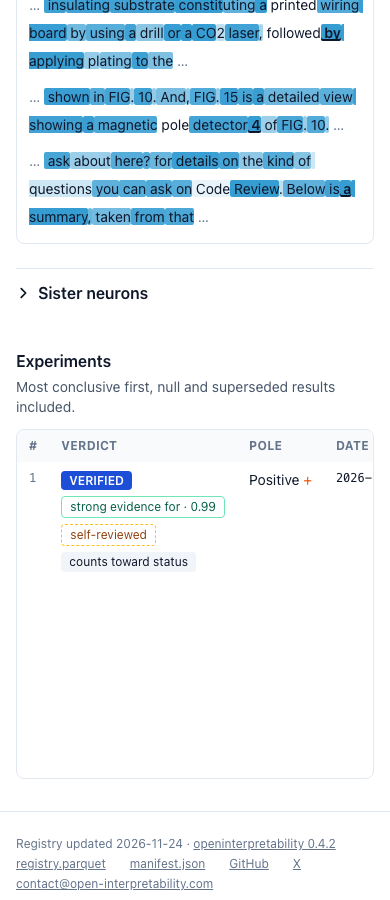 ... insulating substrate constituting a printed wiring
board by using a drill or a CO2 laser, followed by
applying plating to the ...
... shown in FIG. 10. And, FIG. 15 is a detailed view
showing a magnetic pole detector 4 of FIG. 10. ...
... ask about here? for details on the kind of
questions you can ask on Code Review. Below is a
summary, taken from that ...
Sister neurons
Experiments
Most conclusive first, null and superseded results
included.
# VERDICT POLE DATE
1 VERIFIED Positive + 2026-
strong evidence for · 0.99
self-reviewed
counts toward status
Registry updated 2026-11-24 · openinterpretability 0.4.2
registry.parquet manifest.json GitHub X
contact@open-interpretability.com